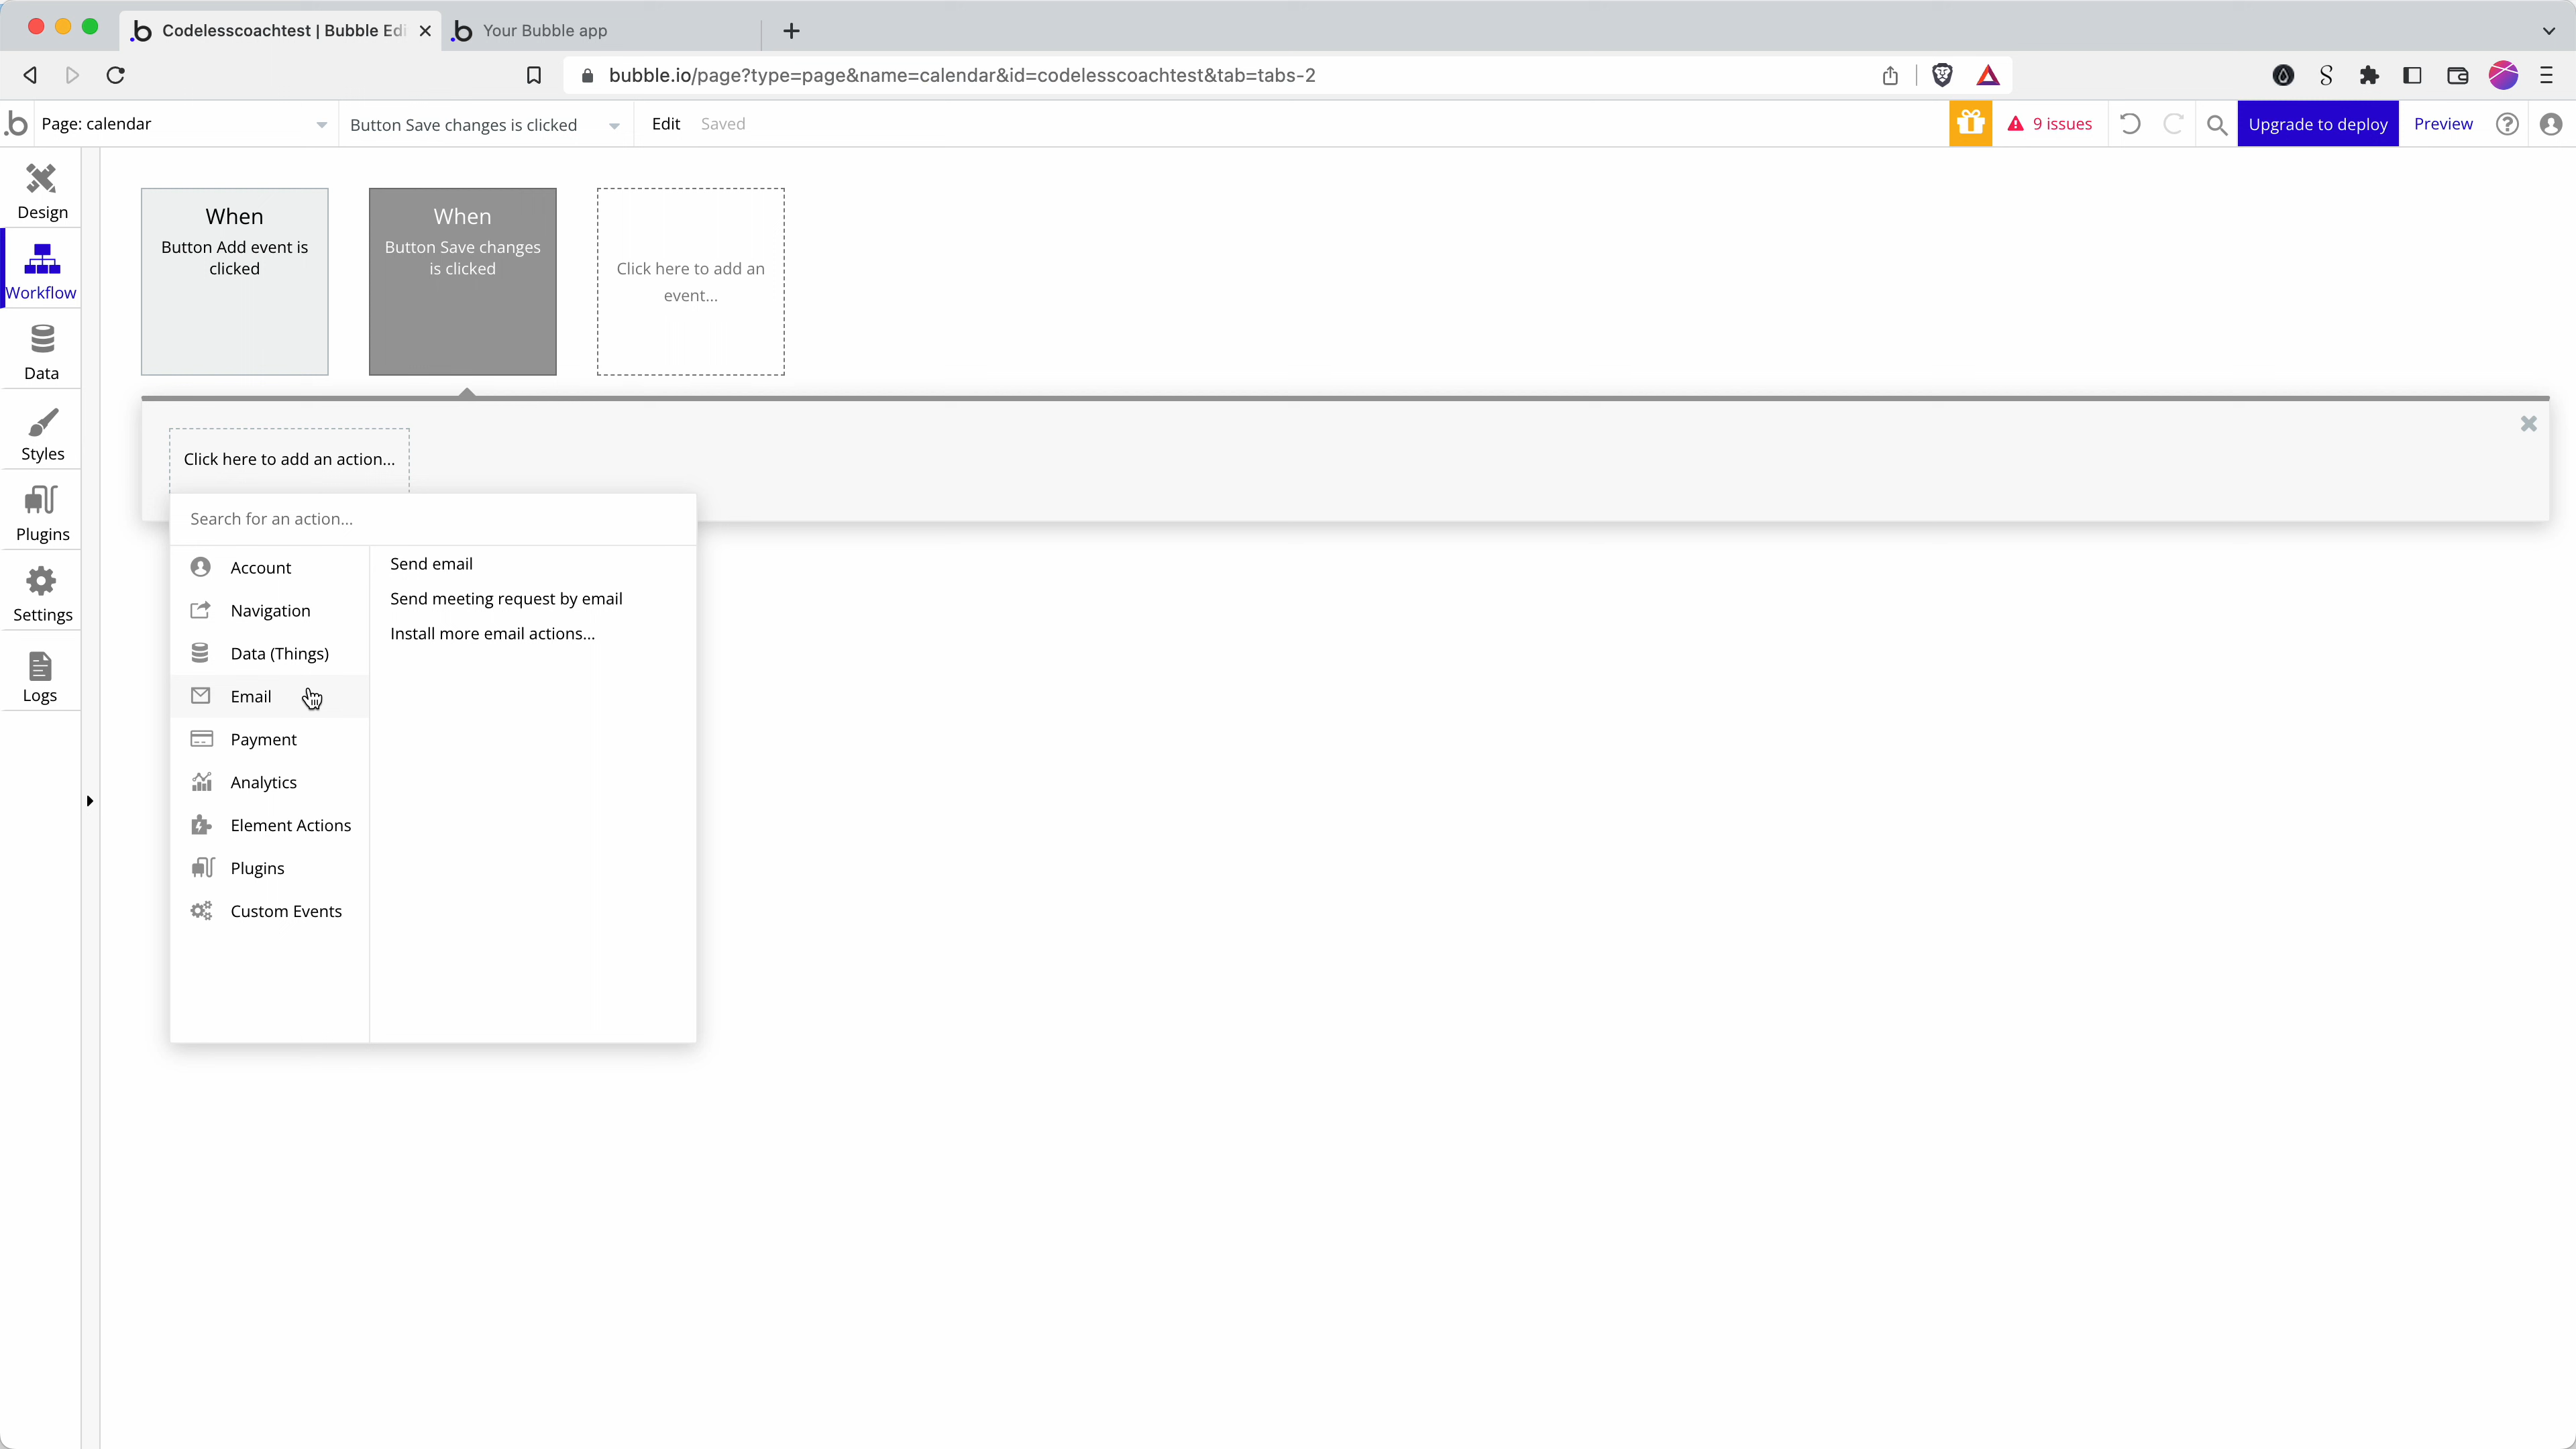 Codelesscoachtest | Bubble Edi
Your Bubble app
bubble.io/page?type=page&name=calendar&id=codelesscoachtest&tab=tabs-2
Page: calendar
Button Save changes is clicked
Edit
Saved
9 issues
Upgrade to deploy
Preview
Design
Workflow
Data
Styles
Plugins
Settings
Logs
When
Button Add event is
clicked
When
Button Save changes
is clicked
Click here to add an
event...
Click here to add an action...
Search for an action...
Account
Navigation
Data (Things)
Email
Payment
Analytics
Element Actions
Plugins
Custom Events
Send email
Send meeting request by email
Install more email actions...